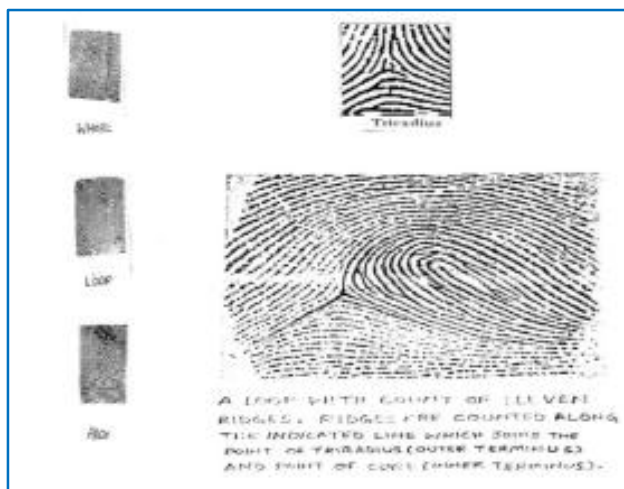 WHORL
Triradius
LOOP
A LOOP WITH COUNT OF ELEVEN
RIDGES. RIDGES ARE COUNTED ALONG
THE INDICATED LINE WHICH JOINS THE
POINT OF TRIRADIUS (OUTER TERMINUS)
AND POINT OF CORE (INNER TERMINUS).